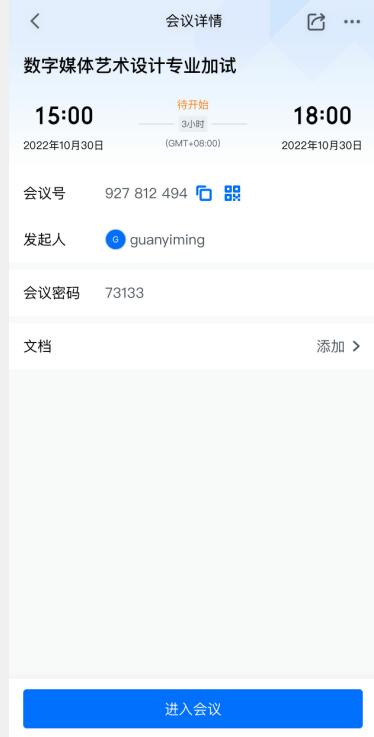 会议详情
数字媒体艺术设计专业加试
待开始
15:00 3小时 18:00
2022年10月30日 (GMT+08:00) 2022年10月30日
会议号 927 812 494
发起人 G guanyiming
会议密码 73133
文档 添加
进入会议